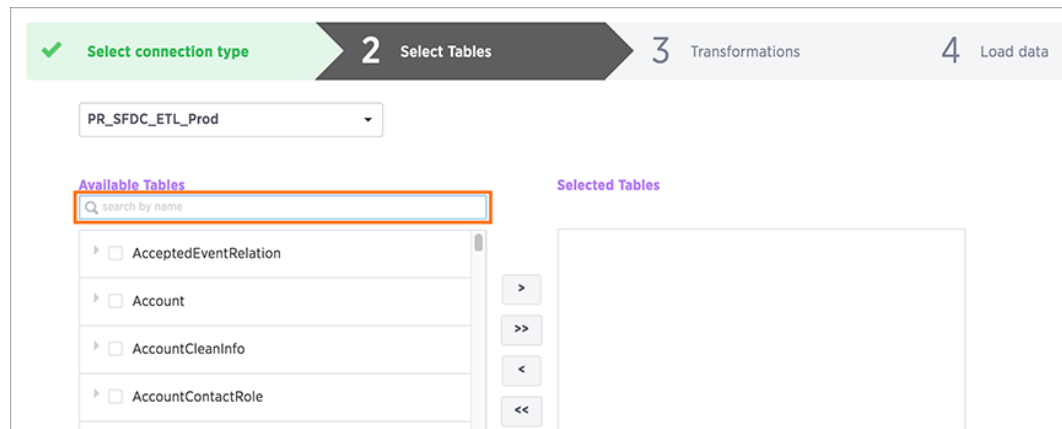 Select connection type
2 Select Tables
3 Transformations
4 Load data
PR_SFDC_ETL_Prod
Available Tables
search by name
AcceptedEventRelation
Account
AccountCleanInfo
AccountContactRole
>
>>
<
<<
Selected Tables